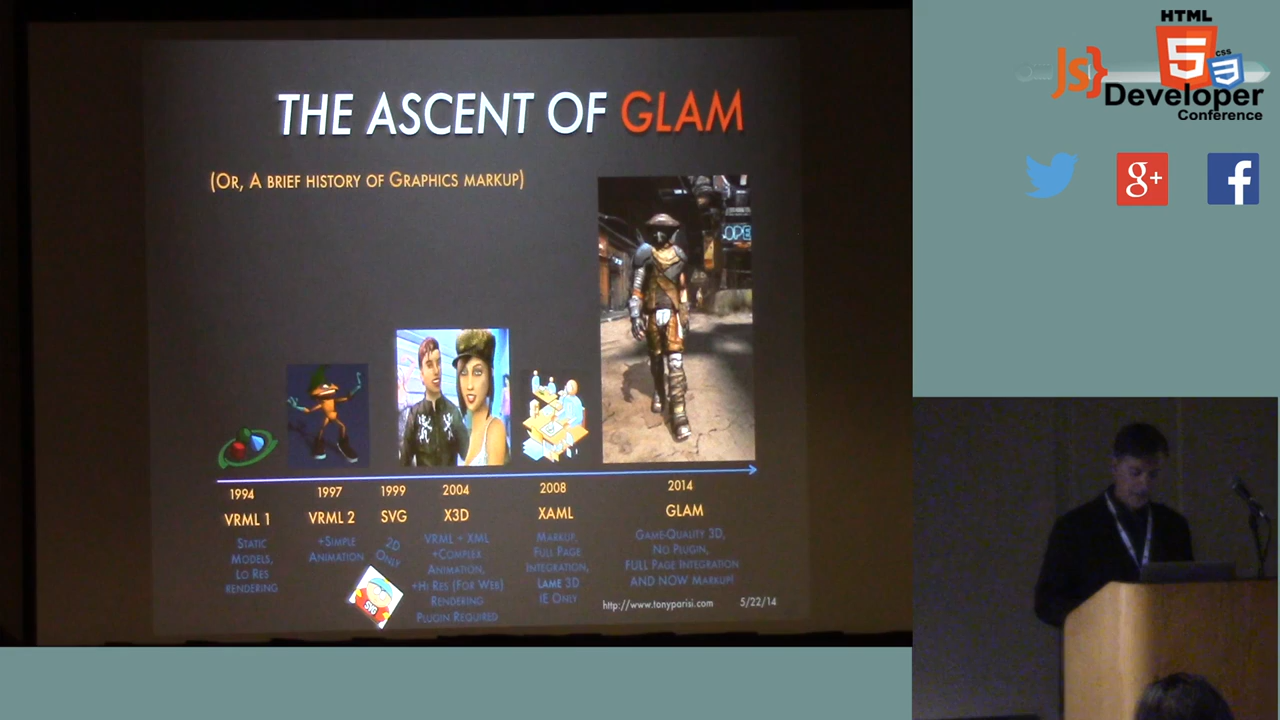 THE ASCENT OF GLAM
(OR, A BRIEF HISTORY OF GRAPHICS MARKUP)
OPE
1994
VRML 1
STATIC
MODELS,
LO RES
RENDERING
1997
VRML 2
+SIMPLE
ANIMATION
1999
SVG
2D
ONLY
SVG
2004
X3D
VRML + XML
+COMPLEX
ANIMATION,
+HI RES (FOR WEB)
RENDERING
PLUGIN REQUIRED
2008
XAML
MARKUP,
FULL PAGE
INTEGRATION,
LAME 3D
IE ONLY
2014
GLAM
GAME-QUALITY 3D,
NO PLUGIN,
FULL PAGE INTEGRATION
AND NOW MARKUP!
http://www.tonyparisi.com 5/22/14
HTML
JS} 5 CSS 3
Developer
Conference
g+ f